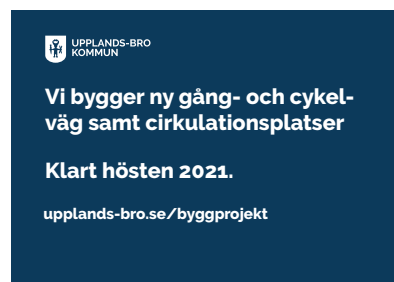 UPPLANDS-BRO
KOMMUN
Vi bygger ny gång- och cykel-
väg samt cirkulationsplatser
Klart hösten 2021.
upplands-bro.se/byggprojekt